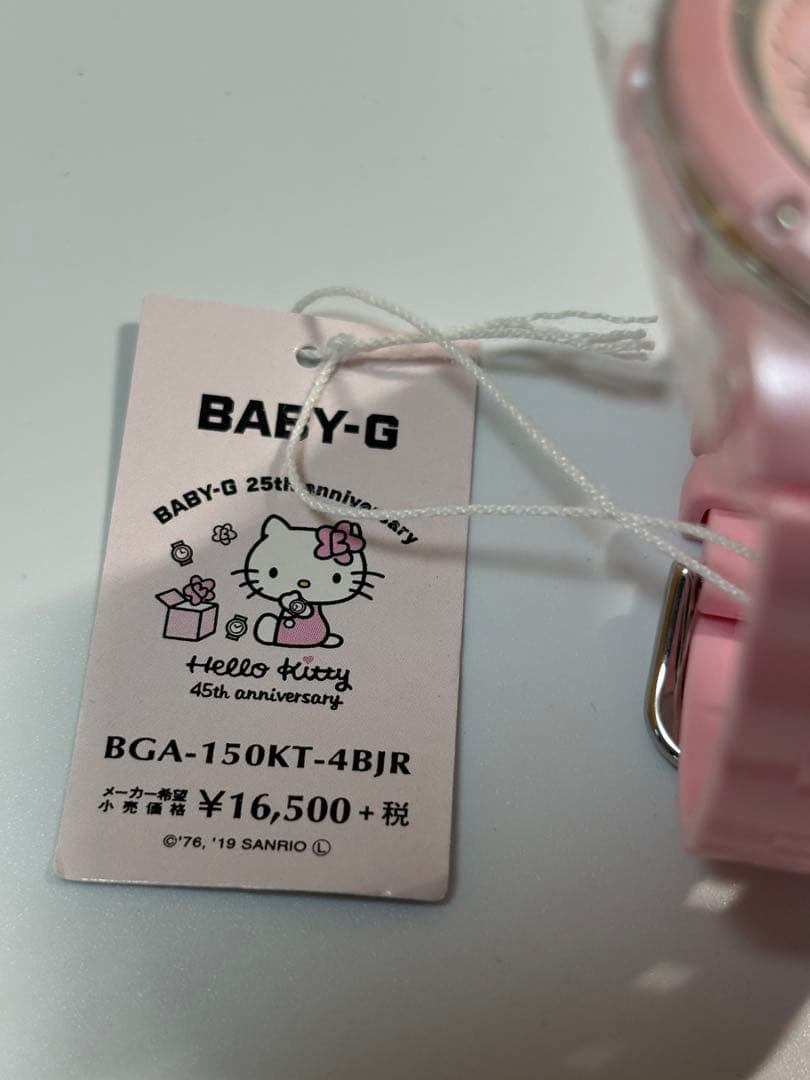 BABY-G
BABY-G 25th anniversary
Hello Kitty
45th anniversary
BGA-150KT-4BJR
メーカー希望
小売価格 ¥16,500+税
©'76, '19 SANRIO Ⓛ